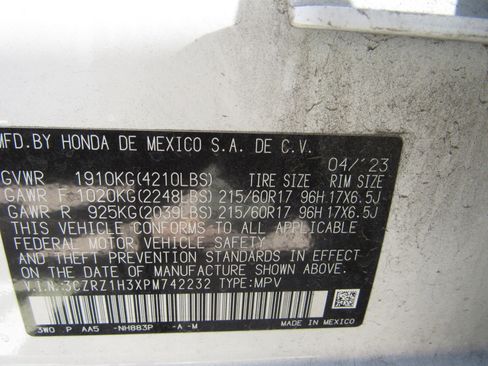 MFD.BY HONDA DE MEXICO S.A. DE C.V.
04/'23
GVWR 1910KG(4210LBS) TIRE SIZE RIM SIZE
GAWR F 1020KG(2248LBS) 215/60R17 96H 17X6.5J
GAWR R 925KG(2039LBS) 215/60R17 96H 17X6.5J
THIS VEHICLE CONFORMS TO ALL APPLICABLE
FEDERAL MOTOR VEHICLE SAFETY BUMPER AND
THEFT PREVENTION STANDARDS IN EFFECT ON
THE DATE OF MANUFACTURE SHOWN ABOVE.
V.I.N:3CZRZ1H3XPM742232 TYPE:MPV
3W0 P AA5 -NH883P -A-M
MADE IN MEXICO